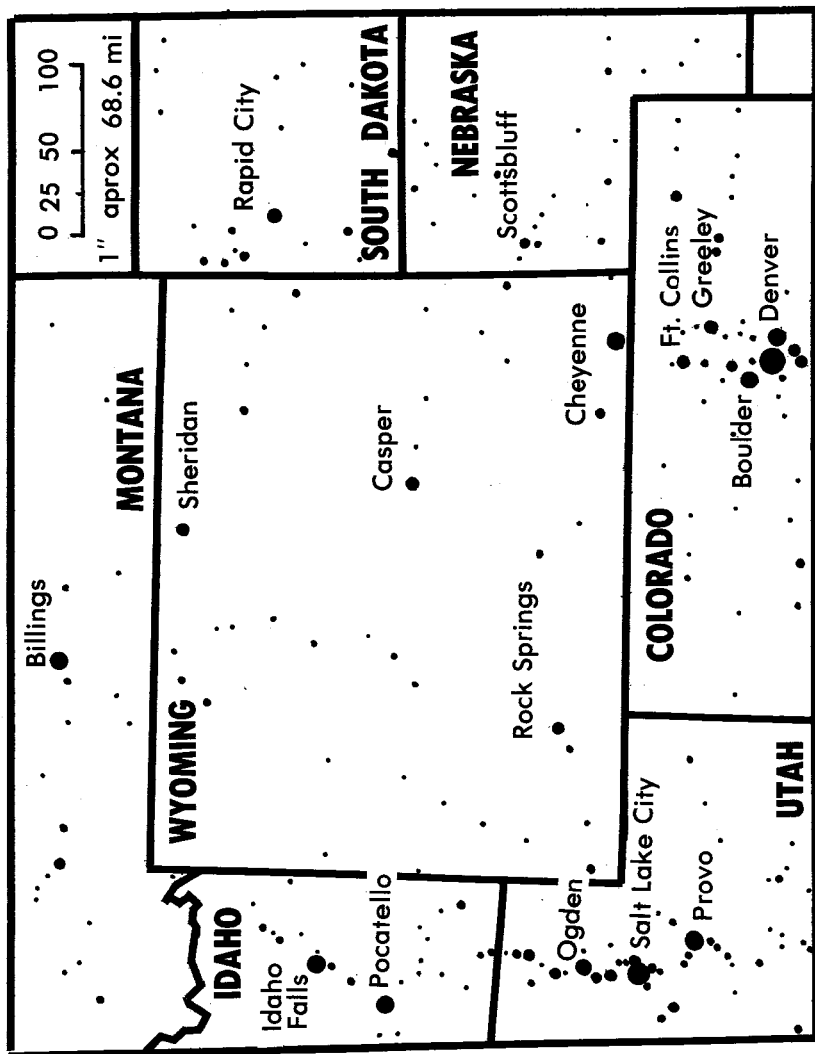 0 25 50 100
1" aprox 68.6 mi
MONTANA
Billings
Sheridan
WYOMING
Casper
Cheyenne
Rock Springs
SOUTH DAKOTA
Rapid City
NEBRASKA
Scottsbluff
IDAHO
Idaho
Falls
Pocatello
UTAH
Ogden
Salt Lake City
Provo
COLORADO
Ft. Collins
Greeley
Boulder
Denver